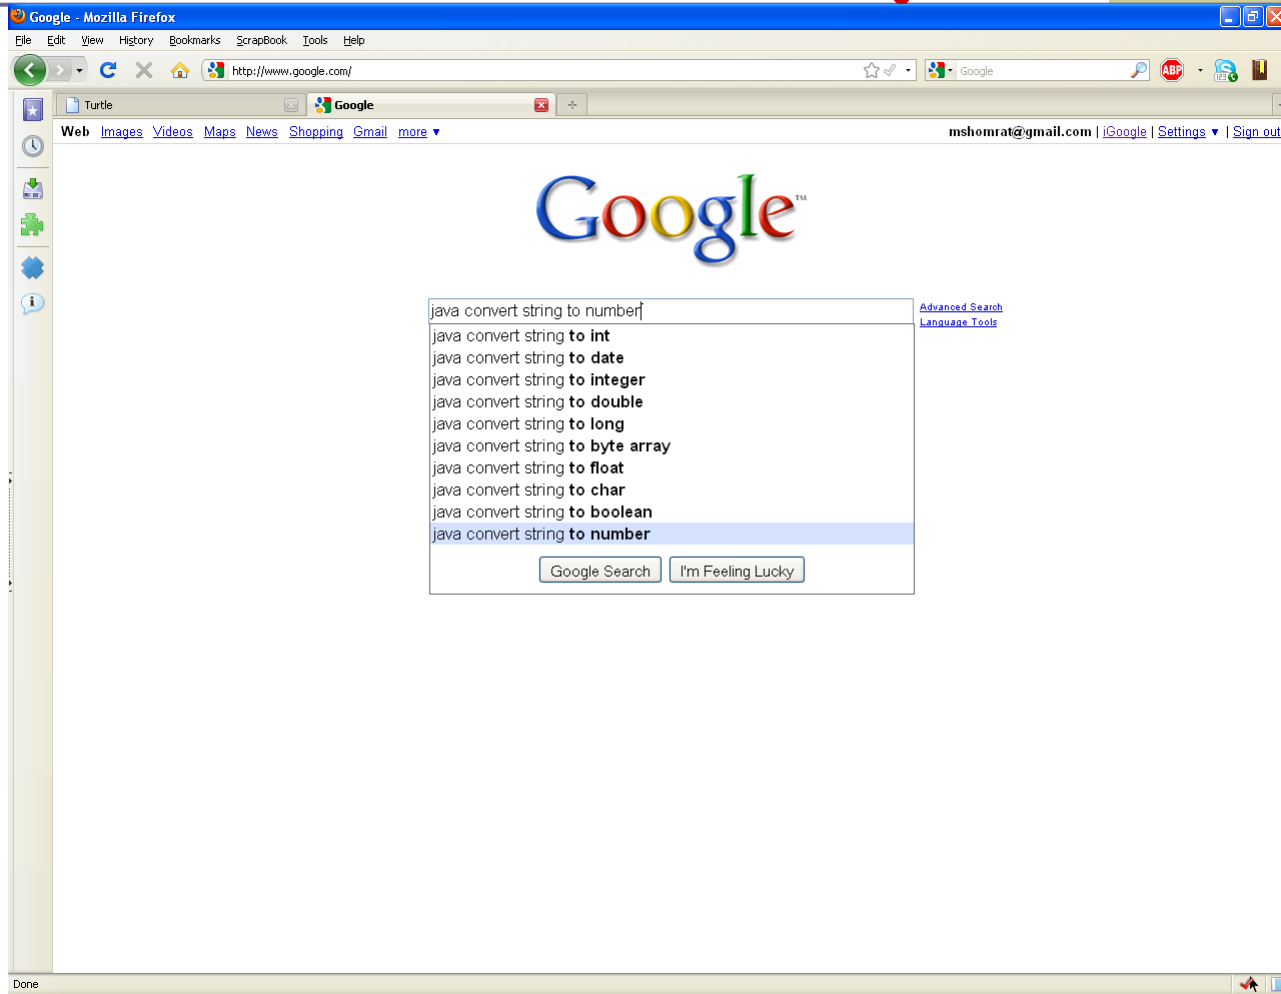 Google - Mozilla Firefox
File Edit View History Bookmarks ScrapBook Tools Help
http://www.google.com/ Google ABP 123
Turtle Google
Web Images Videos Maps News Shopping Gmail more ▼ mshomrat@gmail.com | iGoogle | Settings ▼ | Sign out
Google™
java convert string to number
Advanced Search
Language Tools
java convert string to int
java convert string to date
java convert string to integer
java convert string to double
java convert string to long
java convert string to byte array
java convert string to float
java convert string to char
java convert string to boolean
java convert string to number
Google Search I'm Feeling Lucky
Done